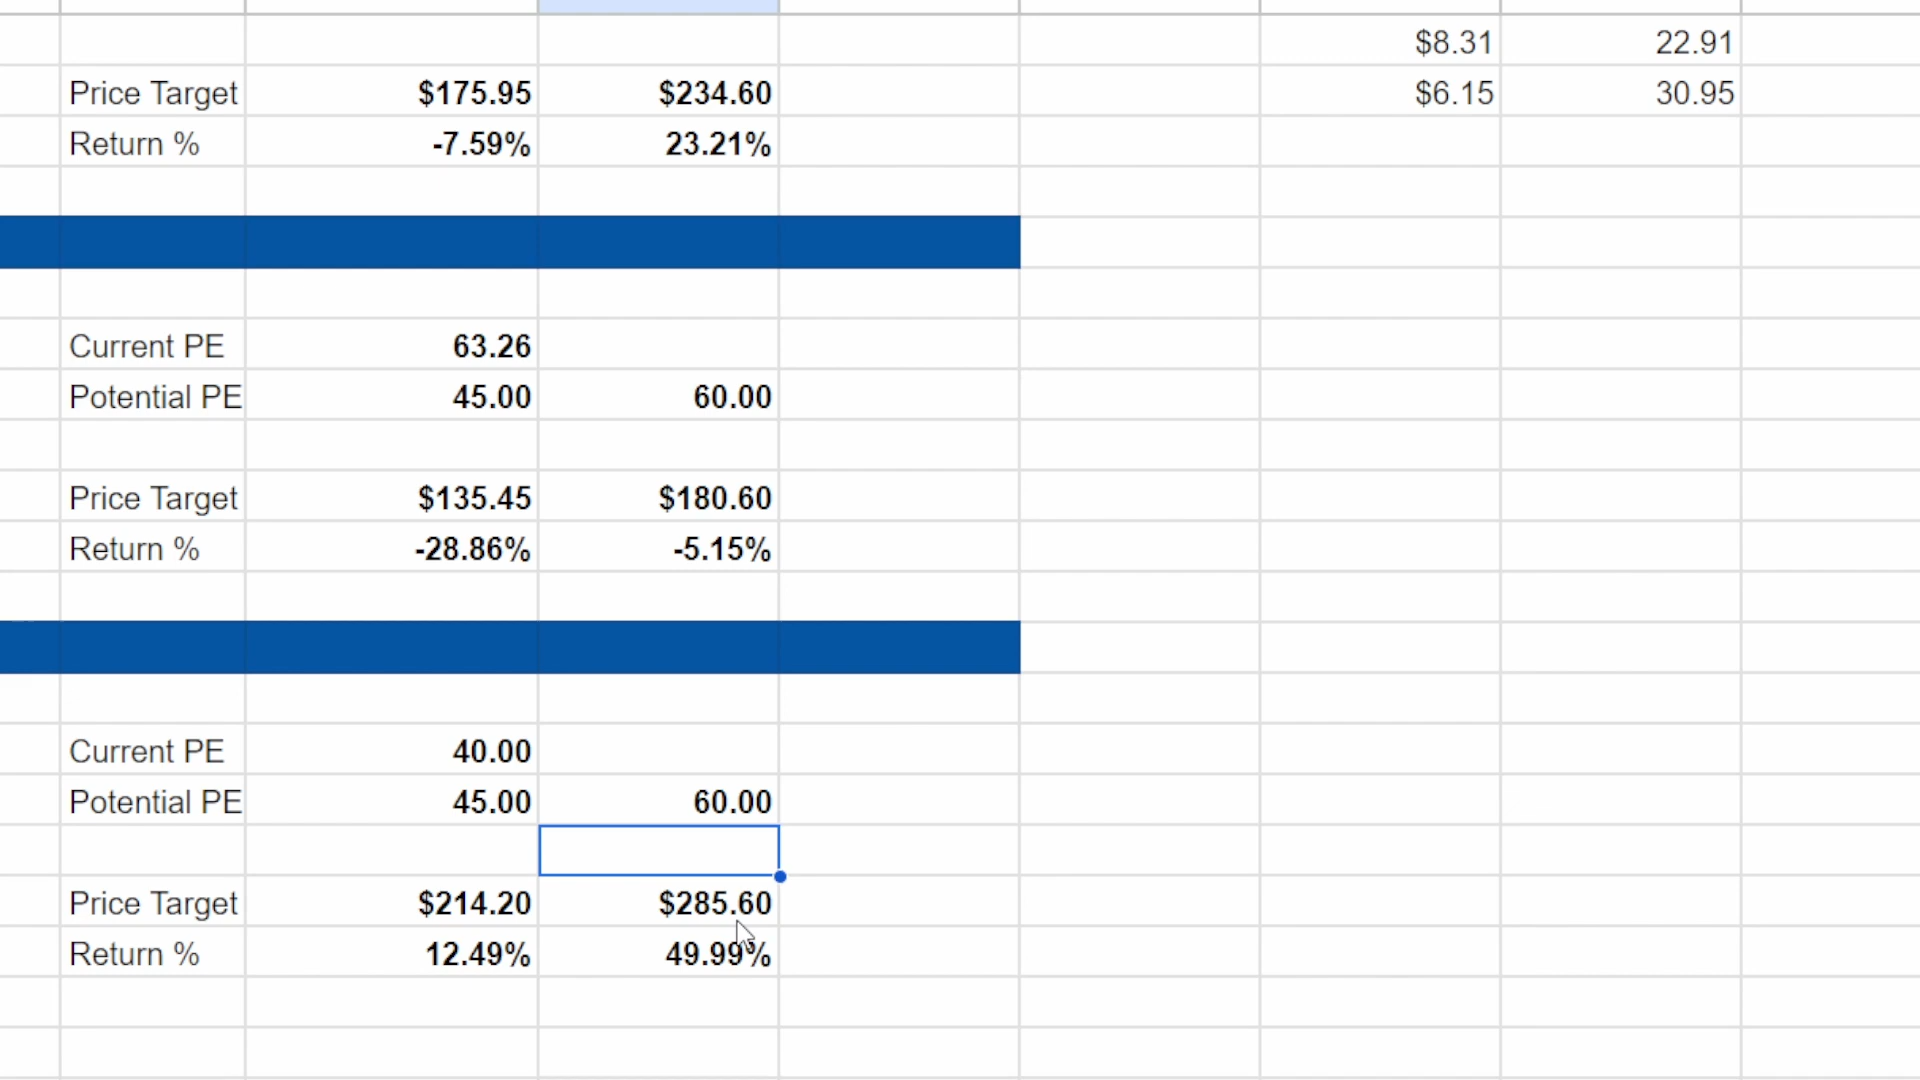 $8.31 22.91
Price Target $175.95 $234.60 $6.15 30.95
Return % -7.59% 23.21%
Current PE 63.26
Potential PE 45.00 60.00
Price Target $135.45 $180.60
Return % -28.86% -5.15%
Current PE 40.00
Potential PE 45.00 60.00
Price Target $214.20 $285.60
Return % 12.49% 49.99%